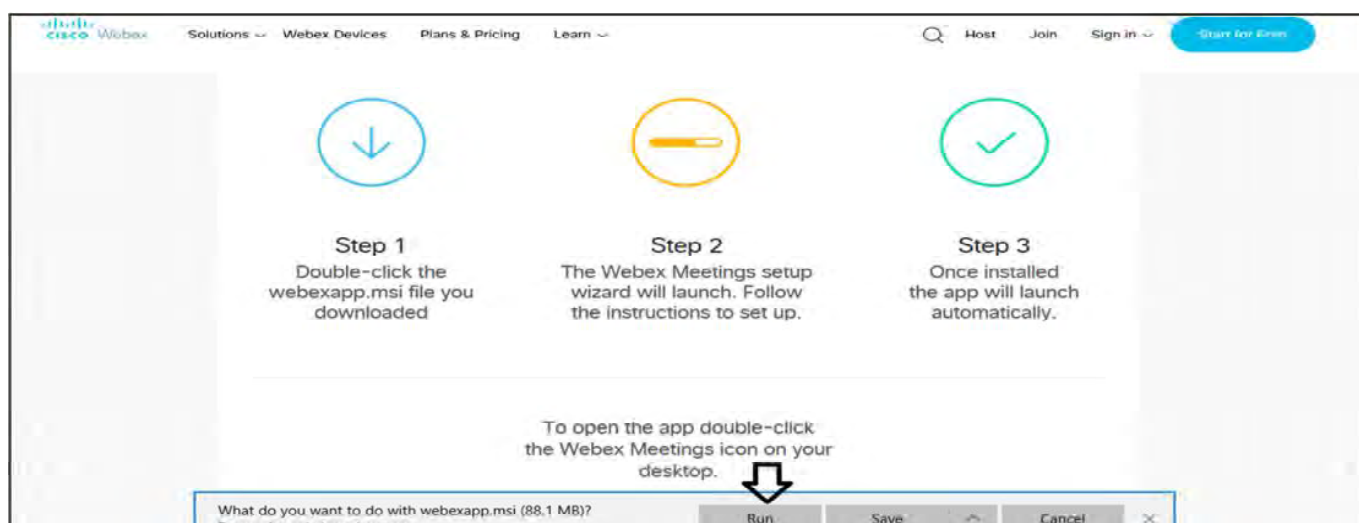 cisco Webex
Solutions Webex Devices Plans & Pricing Learn Host Join Sign in Start for Free
Step 1
Double-click the
webexapp.msi file you
downloaded
Step 2
The Webex Meetings setup
wizard will launch. Follow
the instructions to set up.
Step 3
Once installed
the app will launch
automatically.
To open the app double-click
the Webex Meetings icon on your
desktop.
What do you want to do with webexapp.msi (88.1 MB)?
Run Save Cancel